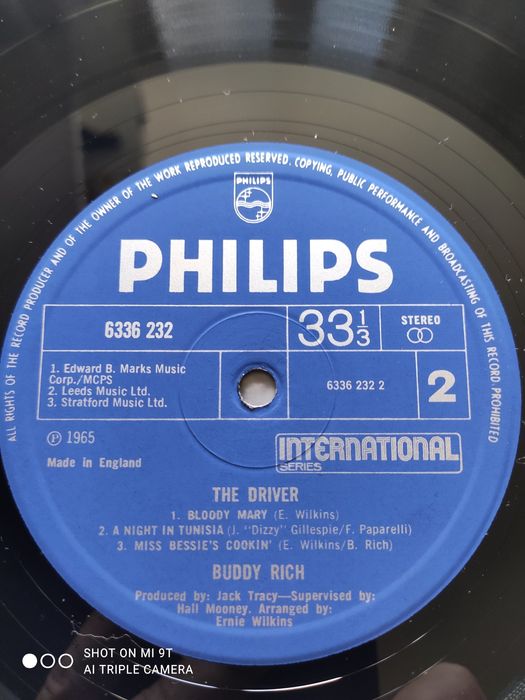 ALL RIGHTS OF THE RECORD PRODUCER AND OF THE OWNER OF THE WORK REPRODUCED RESERVED. COPYING, PUBLIC PERFORMANCE AND BROADCASTING OF THIS RECORD PROHIBITED
PHILIPS
PHILIPS
6336 232
33 1/3
STEREO
1. Edward B. Marks Music
Corp./MCPS
2. Leeds Music Ltd.
3. Stratford Music Ltd.
6336 232 2
2
Ⓟ 1965
Made in England
INTERNATIONAL
SERIES
THE DRIVER
1. BLOODY MARY (E. Wilkins)
2. A NIGHT IN TUNISIA (J. "Dizzy" Gillespie/F. Paparelli)
3. MISS BESSIE'S COOKIN' (E. Wilkins/B. Rich)
BUDDY RICH
Produced by: Jack Tracy—Supervised by:
Hall Mooney. Arranged by:
Ernie Wilkins
SHOT ON MI 9T
AI TRIPLE CAMERA